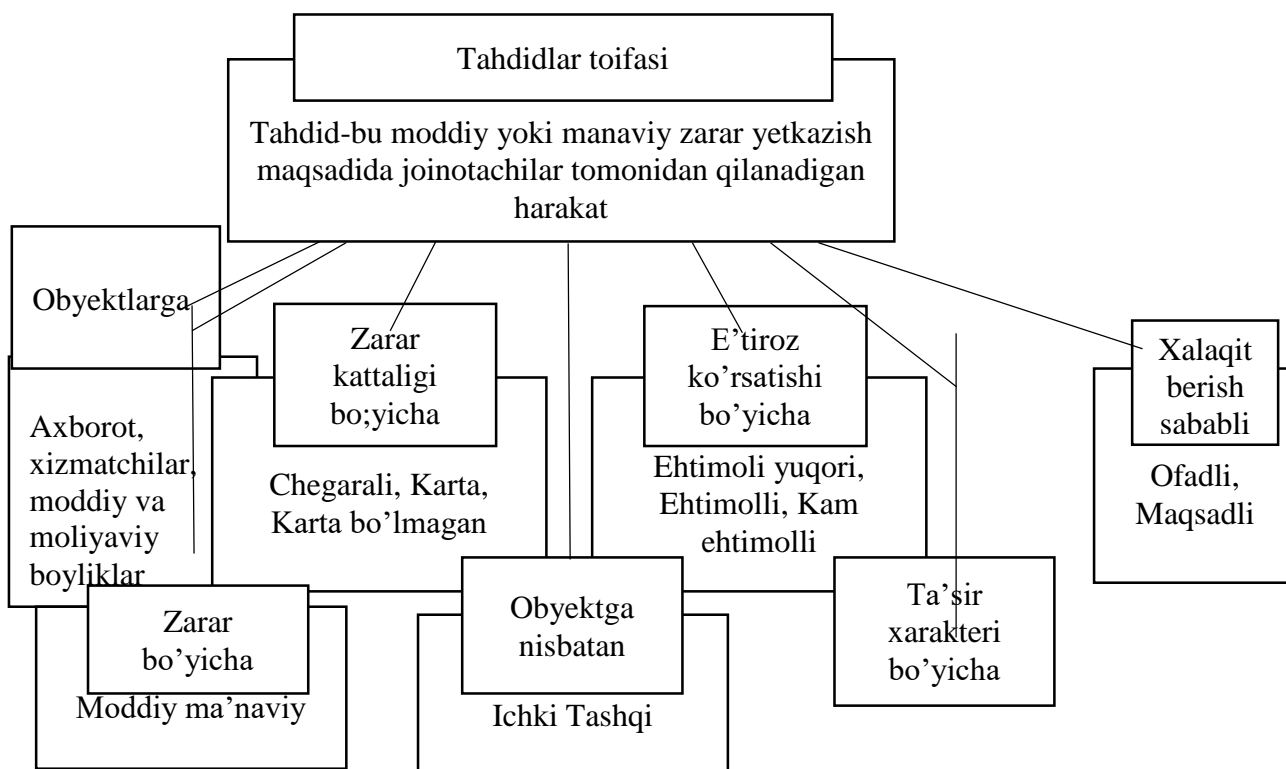 Tahdidlar toifasi
Tahdid-bu moddiy yoki manaviy zarar yetkazish
maqsadida joinotachilar tomonidan qilanadigan
harakat
Obyektlarga
Axborot,
xizmatchilar,
moddiy va
moliyaviy
boyliklar
Zarar
kattaligi
bo;yicha
Chegarali, Karta,
Karta bo’lmagan
E’tiroz
ko’rsatishi
bo’yicha
Ehtimoli yuqori,
Ehtimolli, Kam
ehtimolli
Xalaqit
berish
sababli
Ofadli,
Maqsadli
Zarar
bo’yicha
Moddiy ma’naviy
Obyektga
nisbatan
Ichki Tashqi
Ta’sir
xarakteri
bo’yicha